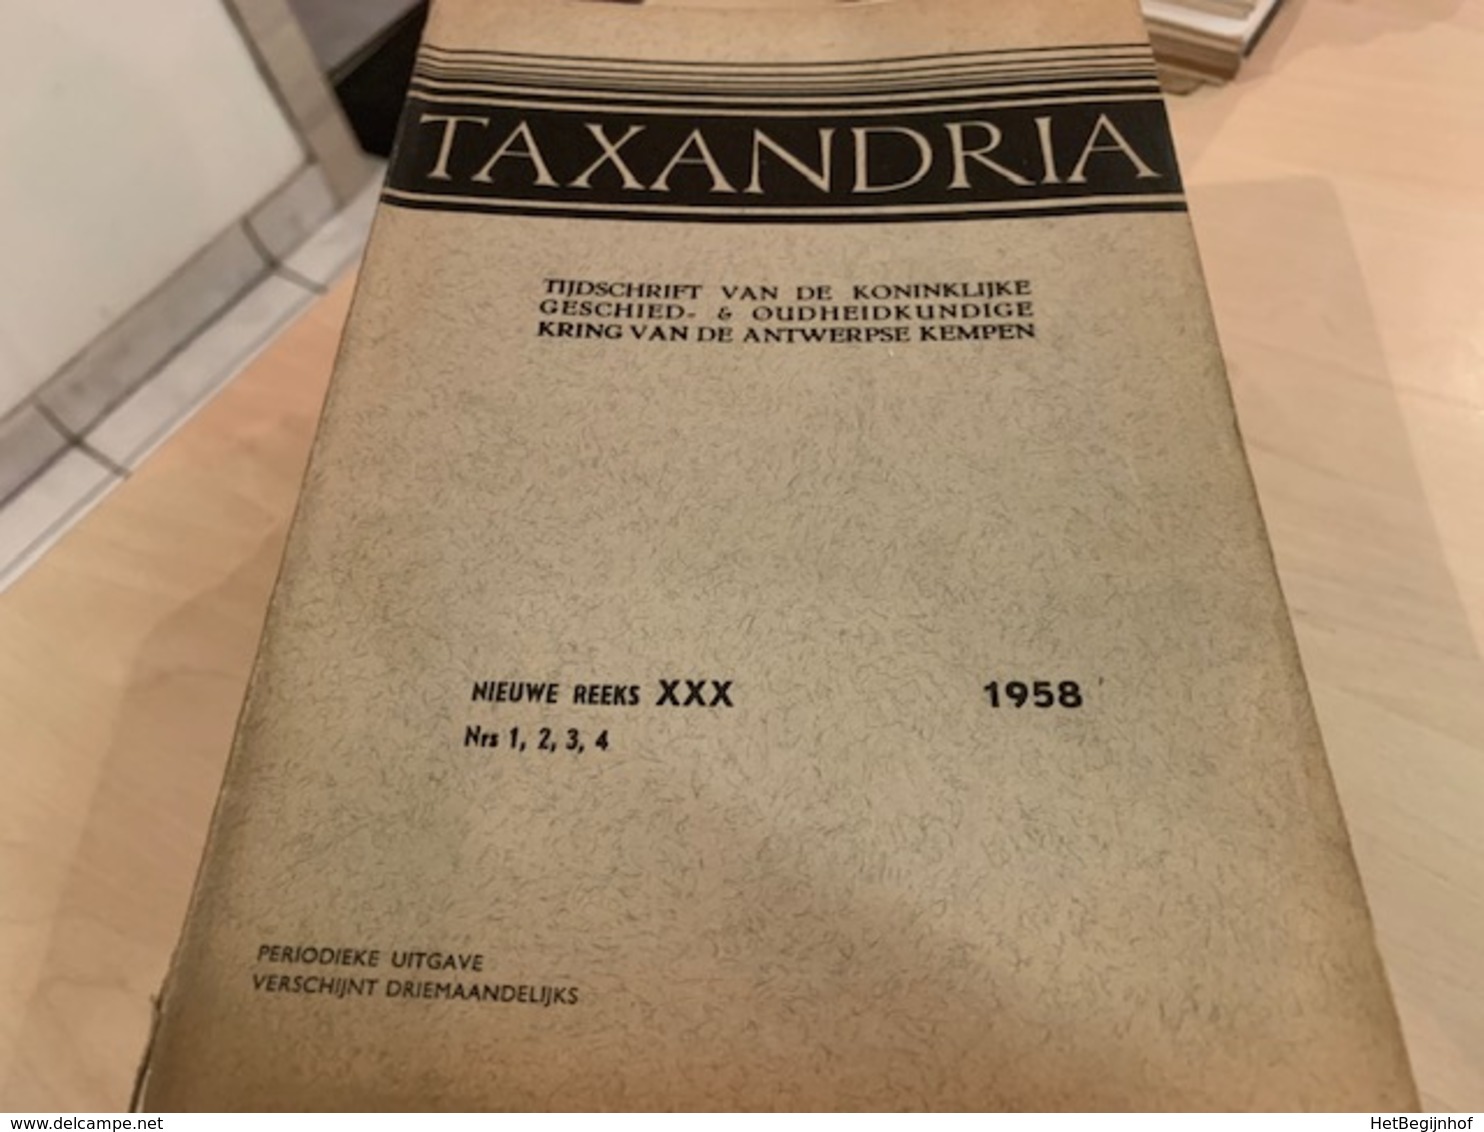 TAXANDRIA
TIJDSCHRIFT VAN DE KONINKLIJKE
GESCHIED- & OUDHEIDKUNDIGE
KRING VAN DE ANTWERPSE KEMPEN
NIEUWE REEKS XXX 1958
Nrs 1, 2, 3, 4
PERIODIEKE UITGAVE
VERSCHIJNT DRIEMAANDELIJKS
delcampe.net HetBegijnhof